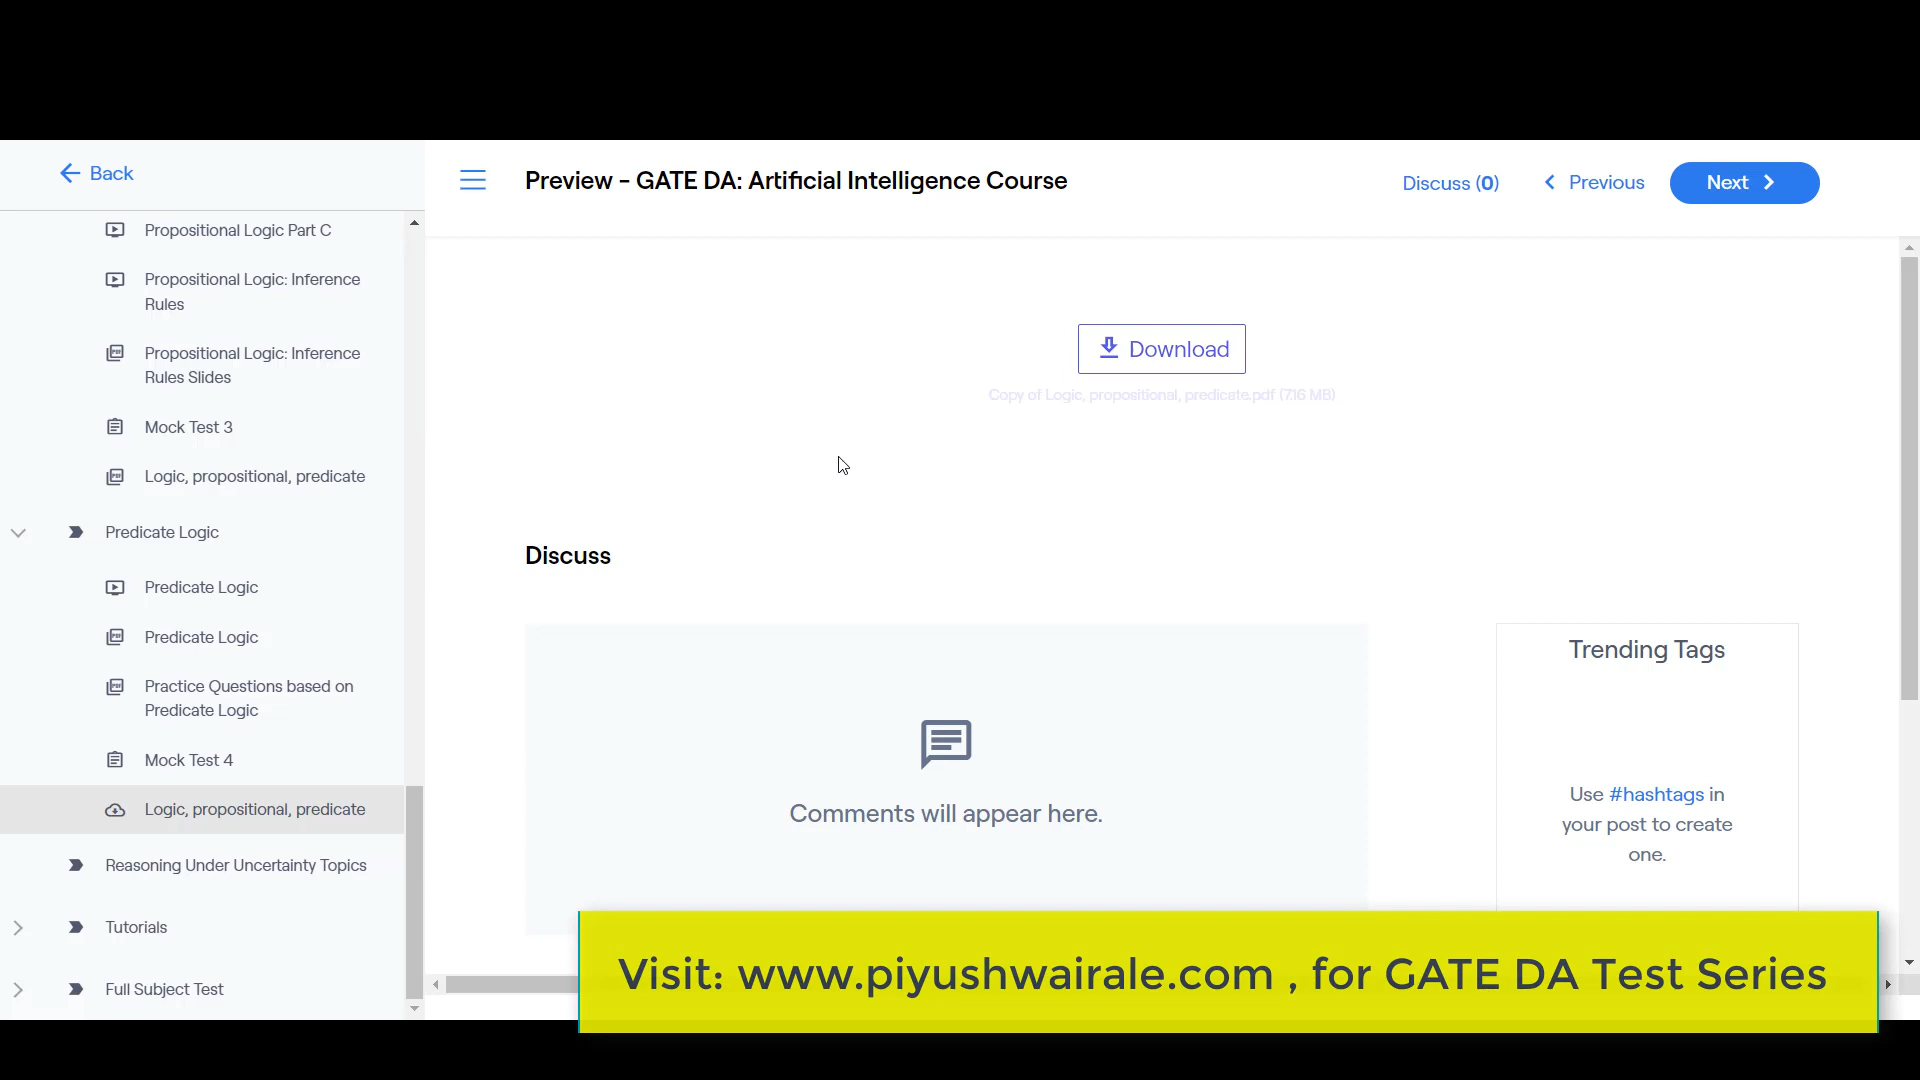 Back
Preview - GATE DA: Artificial Intelligence Course
Discuss (0)
Previous
Next
Propositional Logic Part C
Propositional Logic: Inference
Rules
Propositional Logic: Inference
Rules Slides
Mock Test 3
Logic, propositional, predicate
Predicate Logic
Predicate Logic
Predicate Logic
Practice Questions based on
Predicate Logic
Mock Test 4
Logic, propositional, predicate
Reasoning Under Uncertainty Topics
Tutorials
Full Subject Test
Download
Copy of Logic, propositional, predicate.pdf (7.16 MB)
Discuss
Comments will appear here.
Trending Tags
Use #hashtags in
your post to create
one.
Visit: www.piyushwairale.com , for GATE DA Test Series